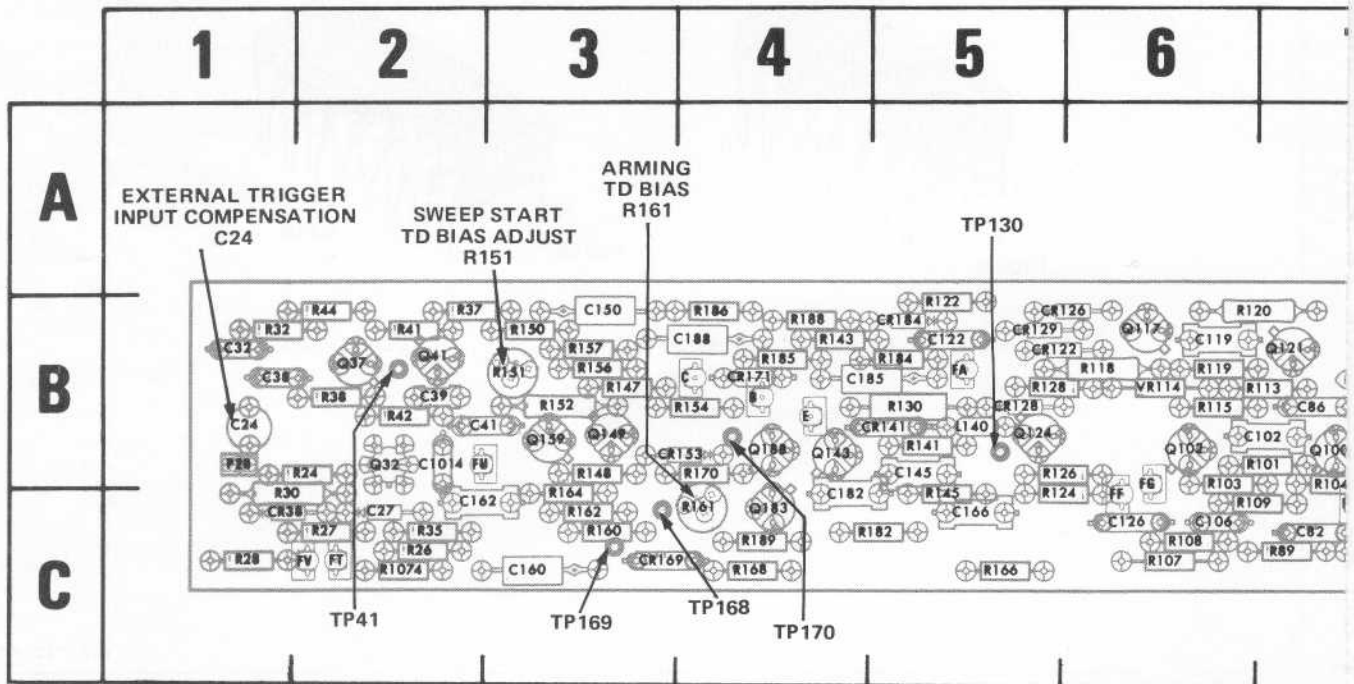 1 2 3 4 5 6
A
EXTERNAL TRIGGER
INPUT COMPENSATION
C24
SWEEP START
TD BIAS ADJUST
R151
ARMING
TD BIAS
R161
TP130
B
R44 R37 C150 R186 R122 CR126 R120
R32 R41 R150 R188 CR184 CR129 Q117
C32 Q37 Q41 R157 C188 R143 C122 CR122 C119 Q121
R151 R156 R185 R184 FA R118 R119
C38 R147 C CR171 C185 R128 VR114 R113
R38 C39 R152 R154 B R130 CR128 R115 C86
C24 R42 C41 Q159 Q149 E CR141 L140 Q124 Q102 C102 Q100
P28 Q32 C1014 FU CR153 Q188 Q143 R141 R101
R24 R148 R170 C145 R126 FG R103 R104
R30 C162 R164 R161 C182 R145 R124 FF R109
C
CR38 C27 R162 Q183 C166 C126 C106 C82
R27 R35 R160 R189 R182 R108 R89
R28 FV FT R26 R1074 C160 CR169 R168 R166 R107
TP41 TP169 TP168 TP170